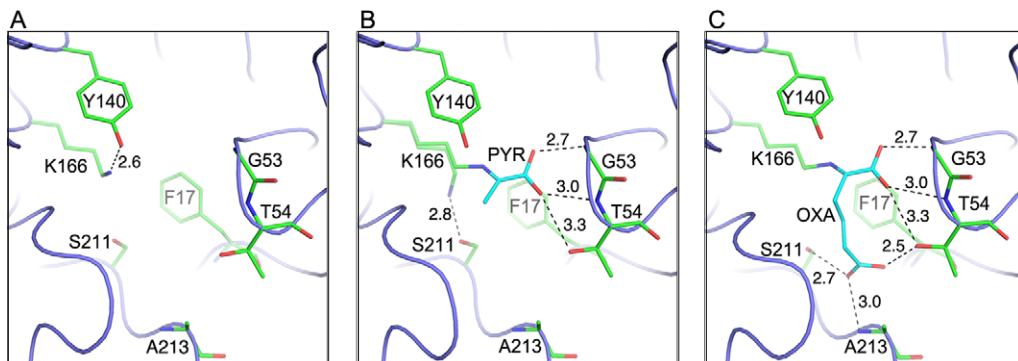 A
Y140
K166
2.6
G53
F17
T54
S211
A213
B
Y140
PYR
2.7
K166
G53
3.0
F17
T54
2.8
3.3
S211
A213
C
Y140
2.7
K166
G53
3.0
F17
T54
OXA
3.3
S211
2.5
2.7
3.0
A213